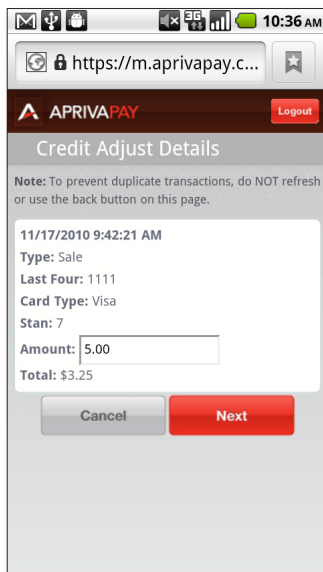 3G 10:36 AM
https://m.aprivapay.c...
APRIVAPAY Logout
Credit Adjust Details
Note: To prevent duplicate transactions, do NOT refresh
or use the back button on this page.
11/17/2010 9:42:21 AM
Type: Sale
Last Four: 1111
Card Type: Visa
Stan: 7
Amount: 5.00
Total: $3.25
Cancel Next